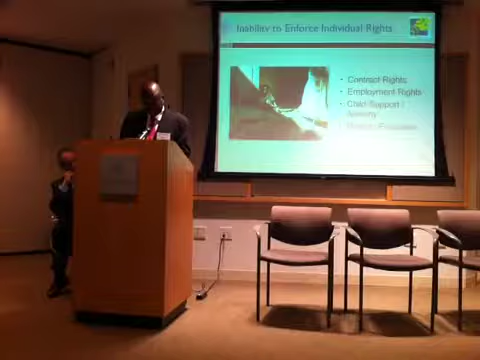 Inability to Enforce Individual Rights
• Contract Rights
• Employment Rights
• Child Support /